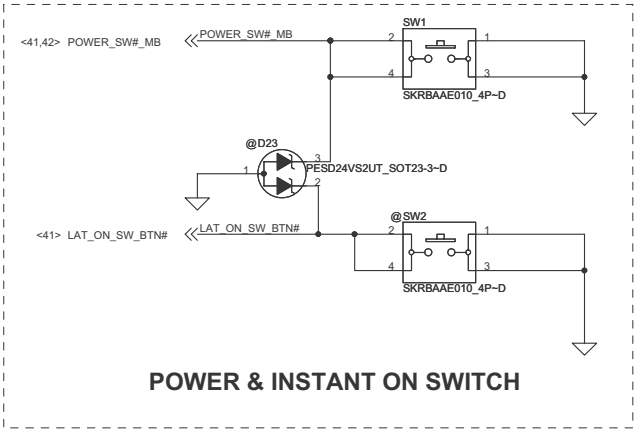 SW1
<41,42> POWER_SW#_MB
POWER_SW#_MB
2
1
4
3
SKRBAAE010_4P~D
@D23
3
1
PESD24VS2UT_SOT23-3~D
2
@SW2
<41> LAT_ON_SW_BTN#
LAT_ON_SW_BTN#
2
1
4
3
SKRBAAE010_4P~D
POWER & INSTANT ON SWITCH